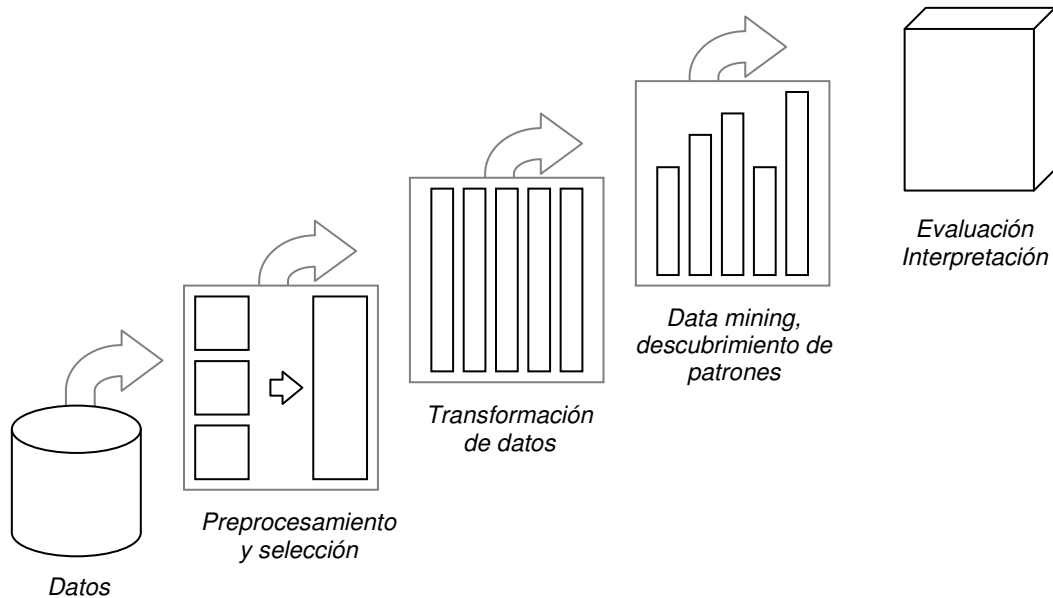 Datos
Preprocesamiento
y selección
Transformación
de datos
Data mining,
descubrimiento de
patrones
Evaluación
Interpretación